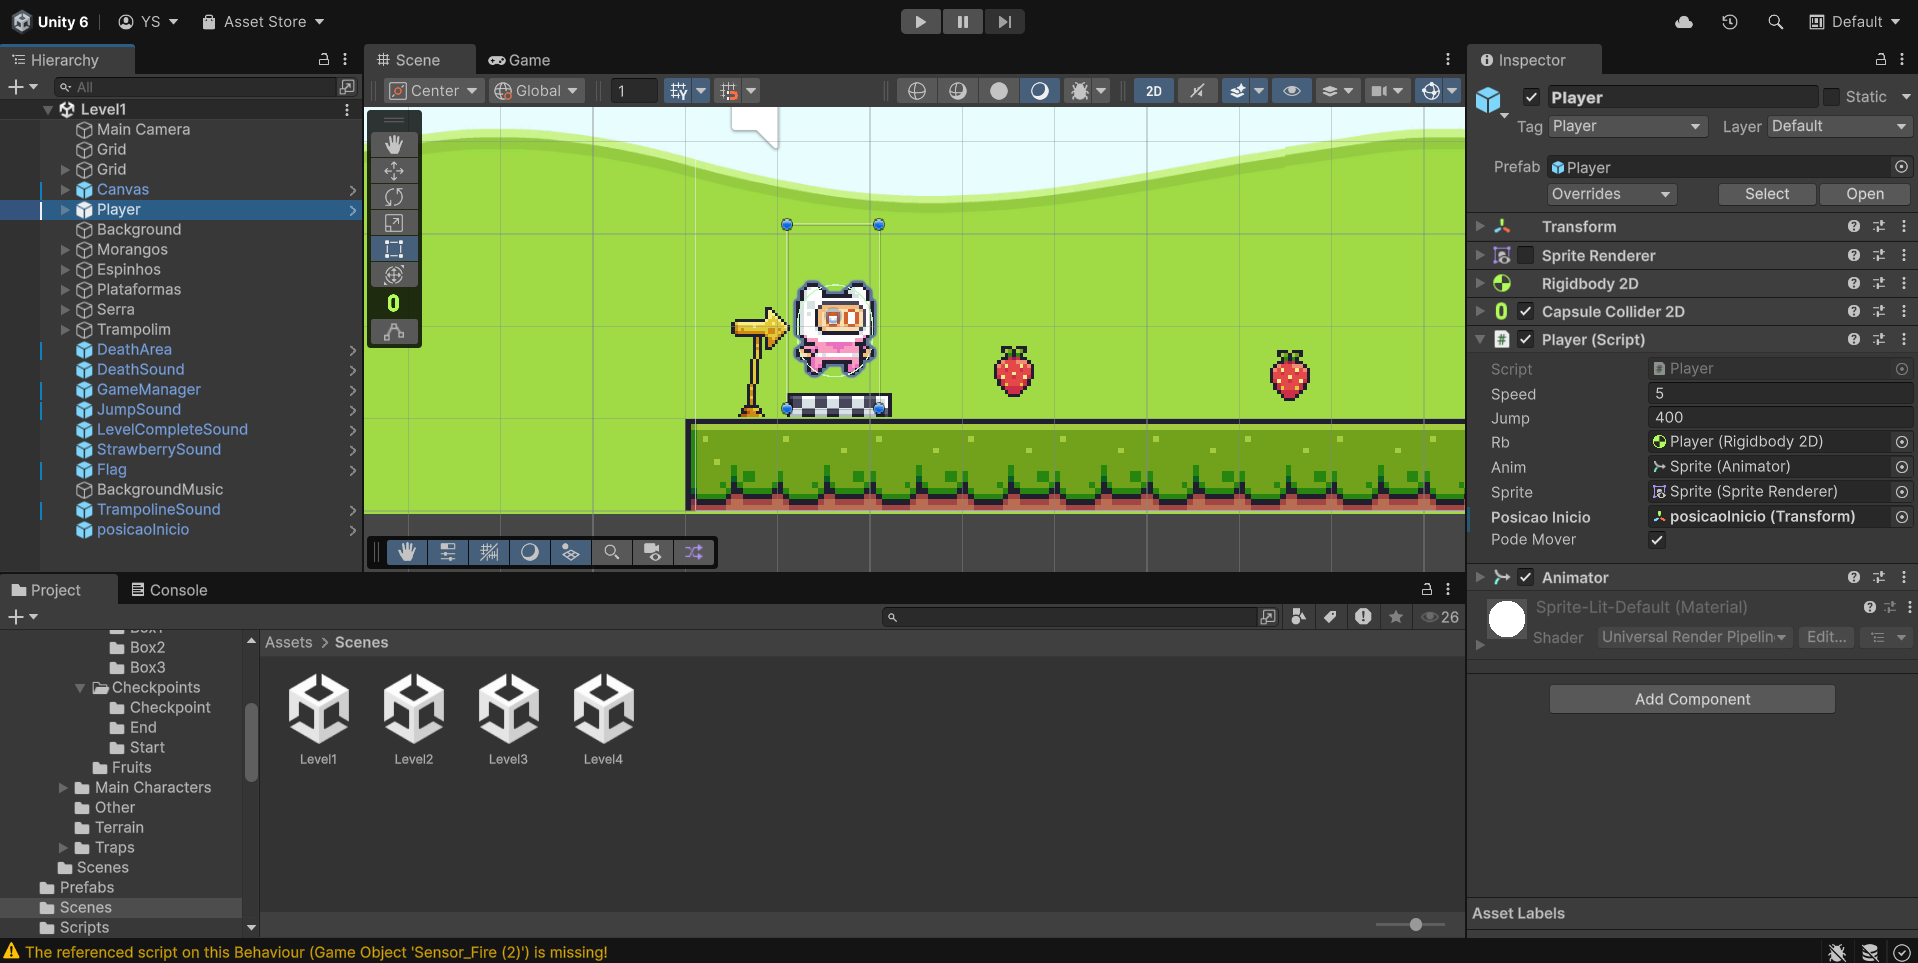 Unity 6
YS
Asset Store
Default
Hierarchy
All
Level1
Main Camera
Grid
Grid
Canvas
Player
Background
Morangos
Espinhos
Plataformas
Serra
Trampolim
DeathArea
DeathSound
GameManager
JumpSound
LevelCompleteSound
StrawberrySound
Flag
BackgroundMusic
TrampolineSound
posicaoInicio
Scene
Game
Center
Global
1
2D
Inspector
Player
Static
Tag
Player
Layer
Default
Prefab
Player
Overrides
Select
Open
Transform
Sprite Renderer
Rigidbody 2D
Capsule Collider 2D
Player (Script)
Script
Player
Speed
5
Jump
400
Rb
Player (Rigidbody 2D)
Anim
Sprite (Animator)
Sprite
Sprite (Sprite Renderer)
Posicao Inicio
posicaoInicio (Transform)
Pode Mover
Animator
Sprite-Lit-Default (Material)
Shader
Universal Render Pipelin
Edit...
Add Component
Asset Labels
Project
Console
26
Box1
Box2
Box3
Checkpoints
Checkpoint
End
Start
Fruits
Main Characters
Other
Terrain
Traps
Scenes
Prefabs
Scenes
Scripts
Assets > Scenes
Level1
Level2
Level3
Level4
The referenced script on this Behaviour (Game Object 'Sensor_Fire (2)') is missing!